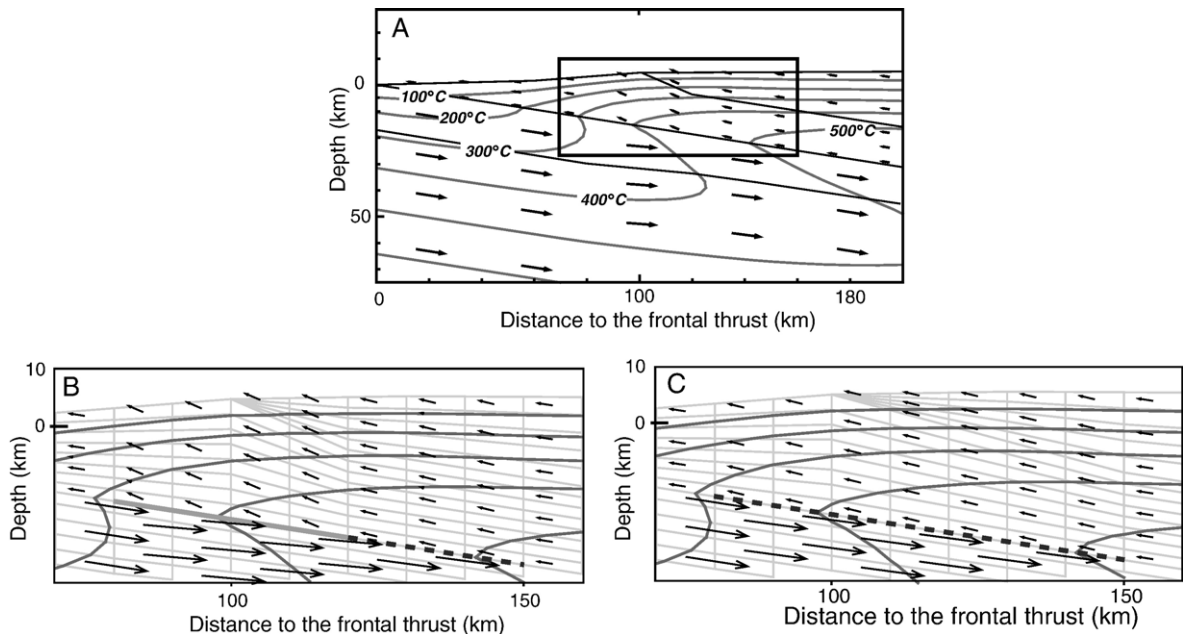 A
0
50
Depth (km)
100°C
200°C
300°C
400°C
500°C
0
100
180
Distance to the frontal thrust (km)
B
10
0
Depth (km)
100
150
Distance to the frontal thrust (km)
C
10
0
Depth (km)
100
150
Distance to the frontal thrust (km)